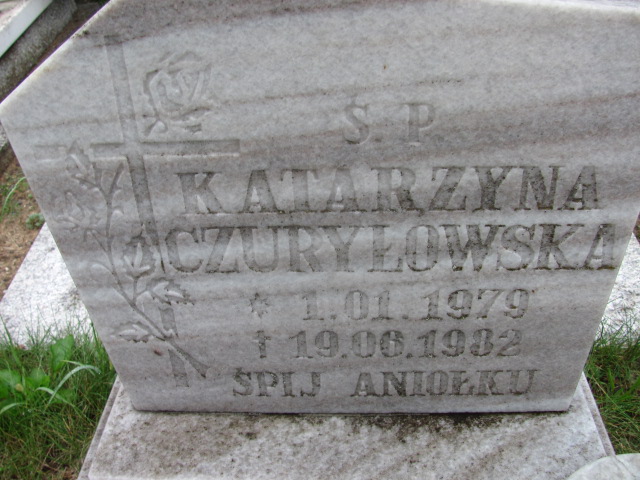 Ś. P.
KATARZYNA
CZURYŁOWSKA
* 1.01.1979
† 19.06.1982
ŚPIJ ANIOŁKU